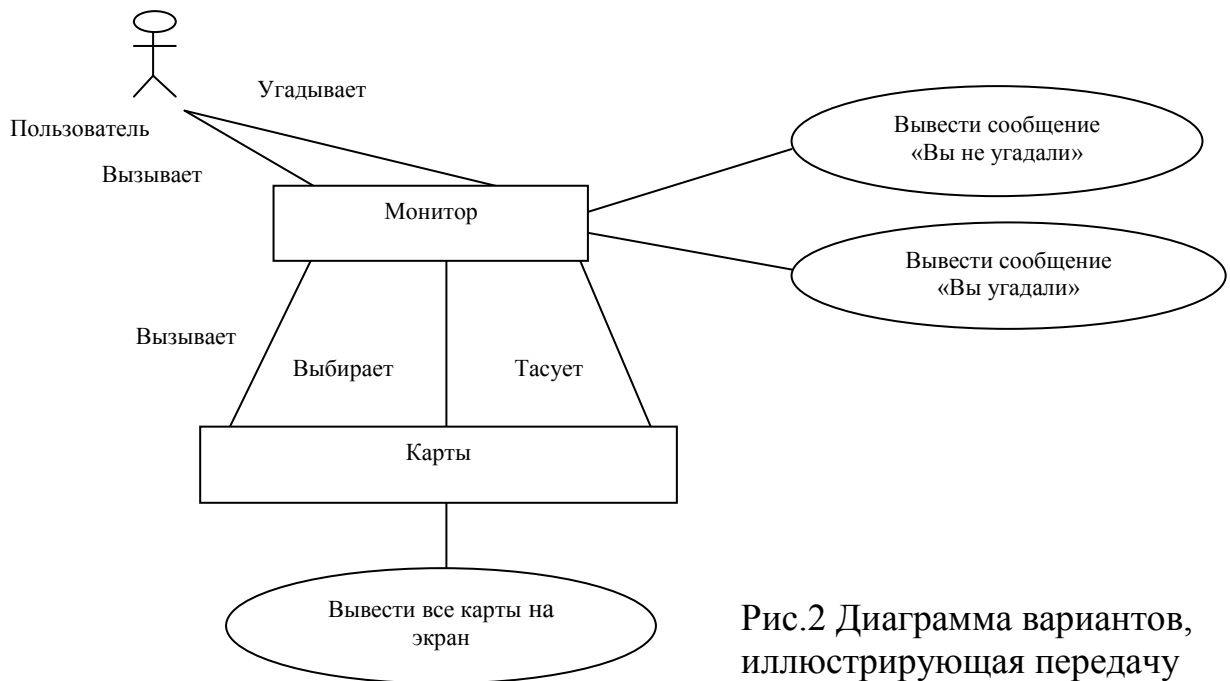 Угадывает
Пользователь
Вызывает
Вывести сообщение
«Вы не угадали»
Монитор
Вывести сообщение
«Вы угадали»
Вызывает
Выбирает
Тасует
Карты
Вывести все карты на
экран
Рис.2 Диаграмма вариантов,
иллюстрирующая передачу